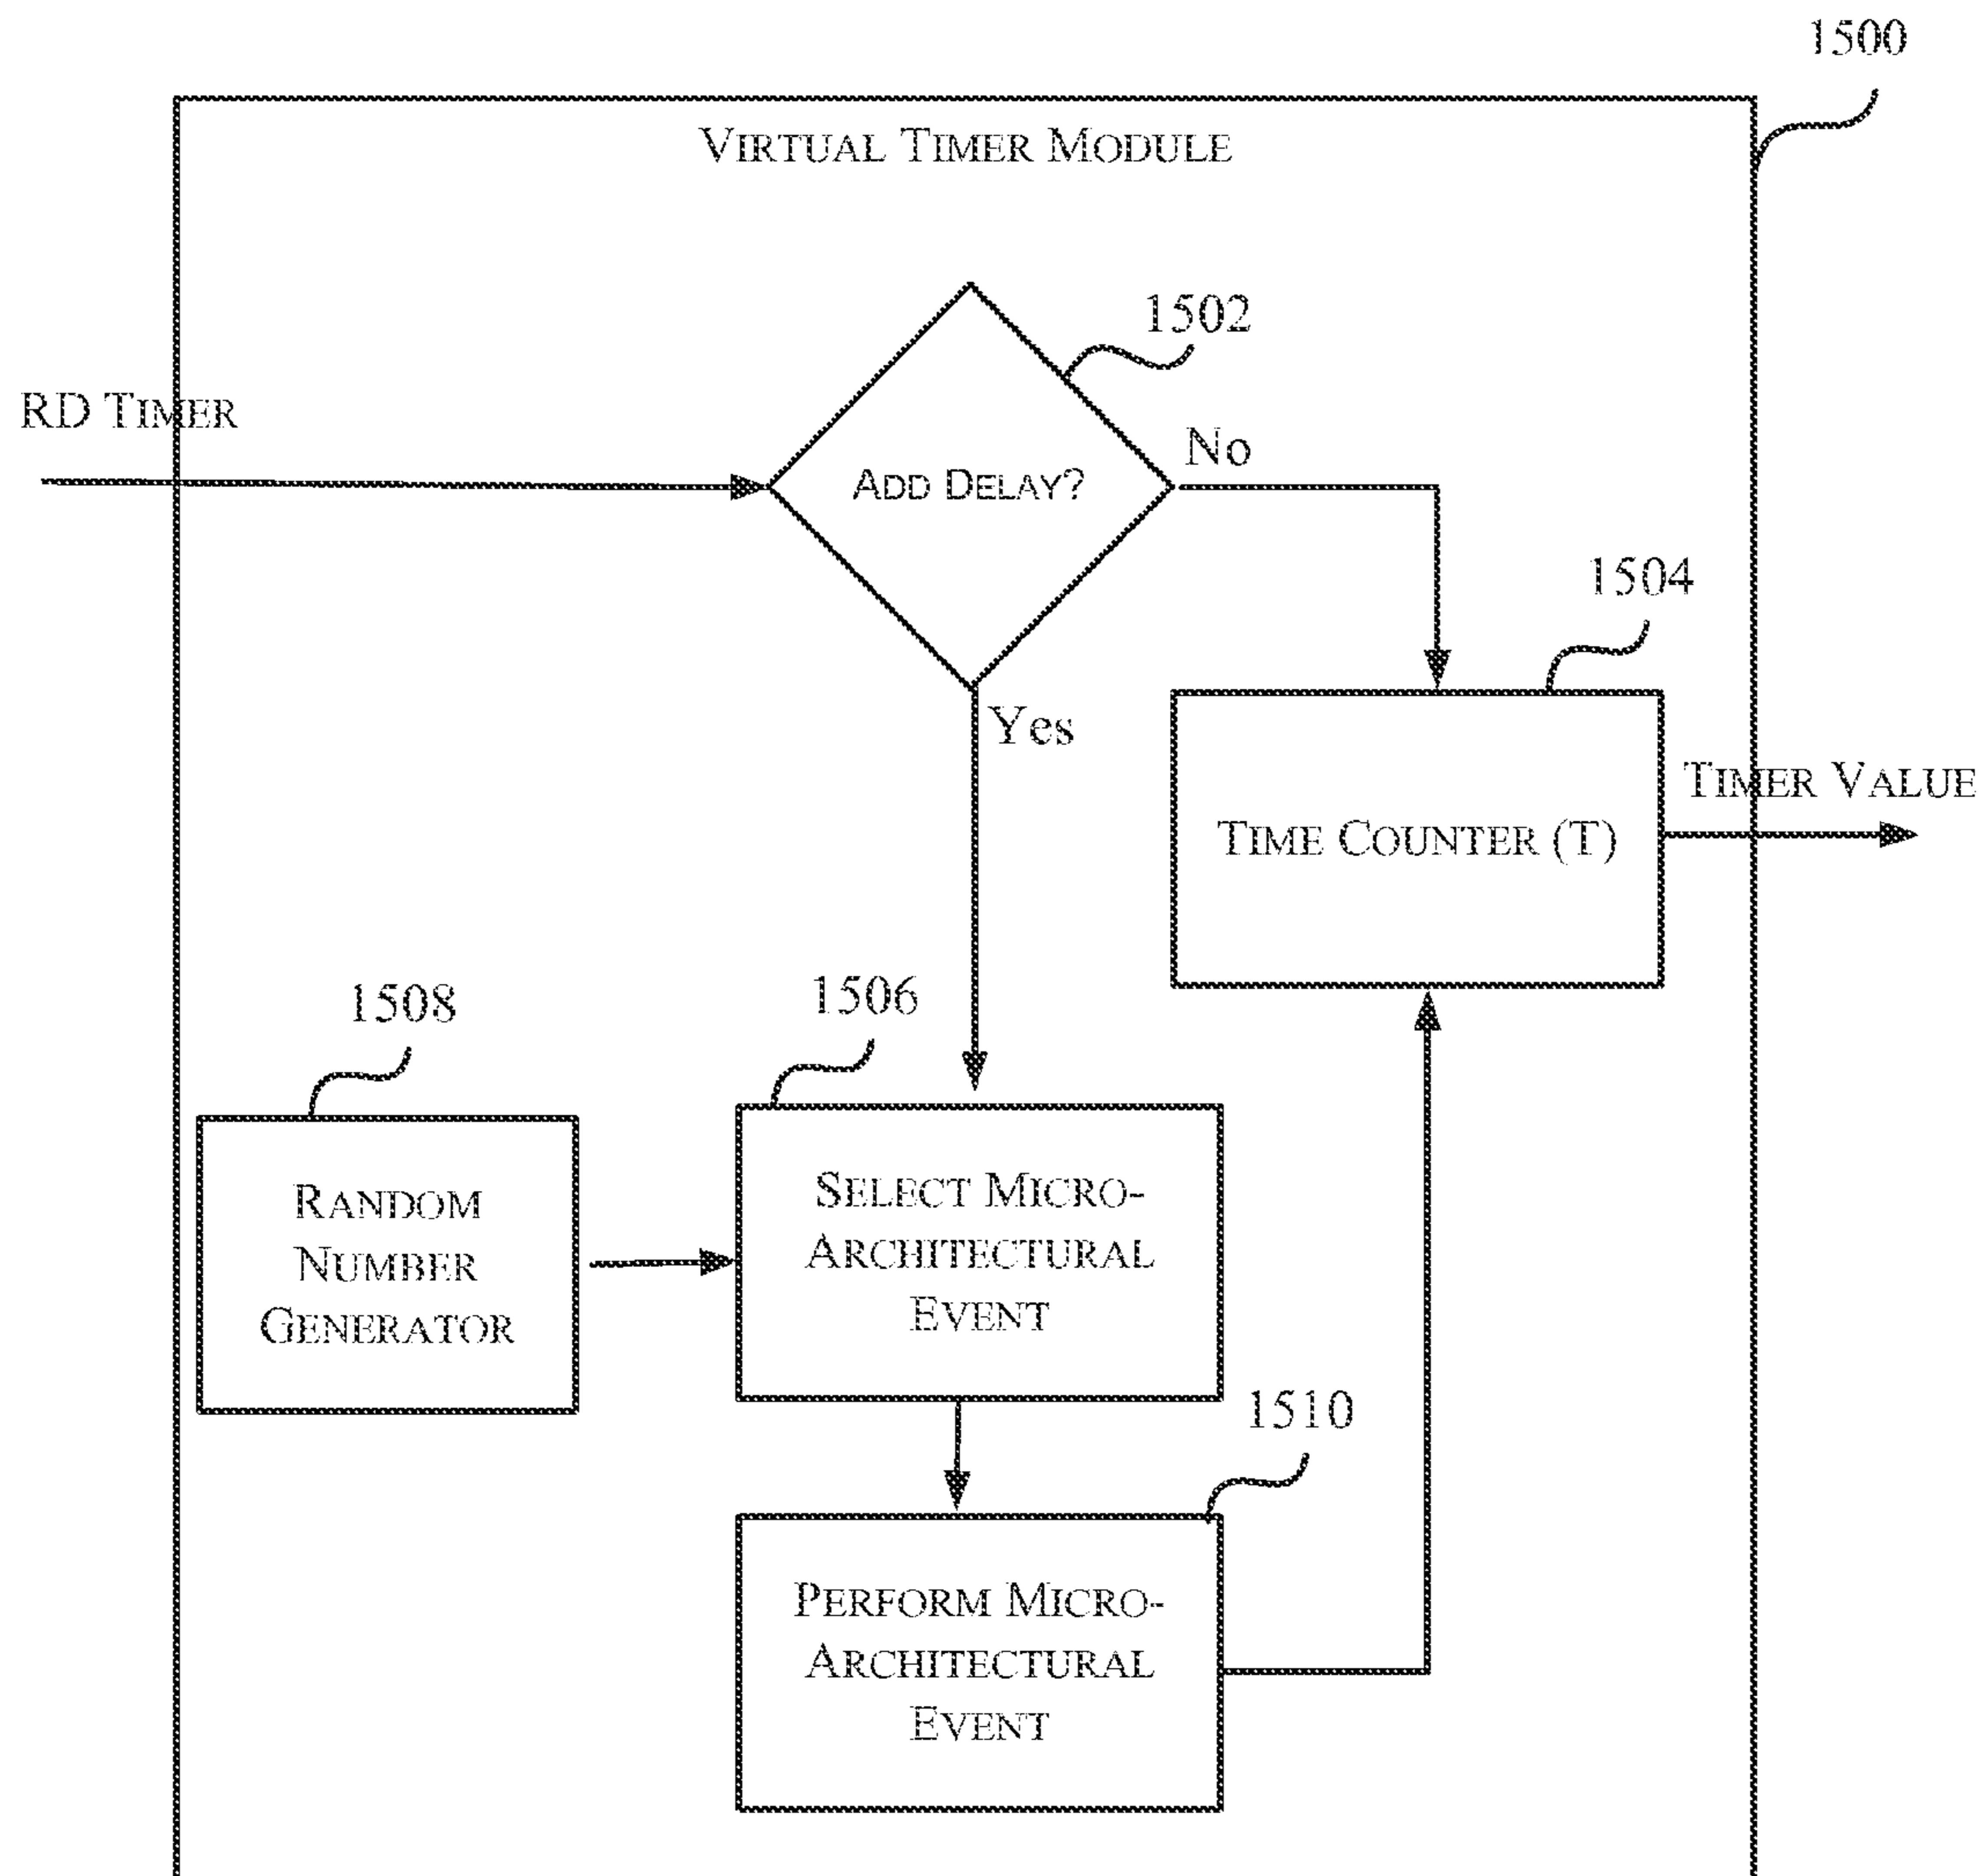 1500
VIRTUAL TIMER MODULE
1502
RD TIMER
No
ADD DELAY?
1504
Yes
TIMER VALUE
TIME COUNTER (T)
1508
1506
RANDOM
NUMBER
GENERATOR
SELECT MICRO-
ARCHITECTURAL
EVENT
1510
PERFORM MICRO-
ARCHITECTURAL
EVENT